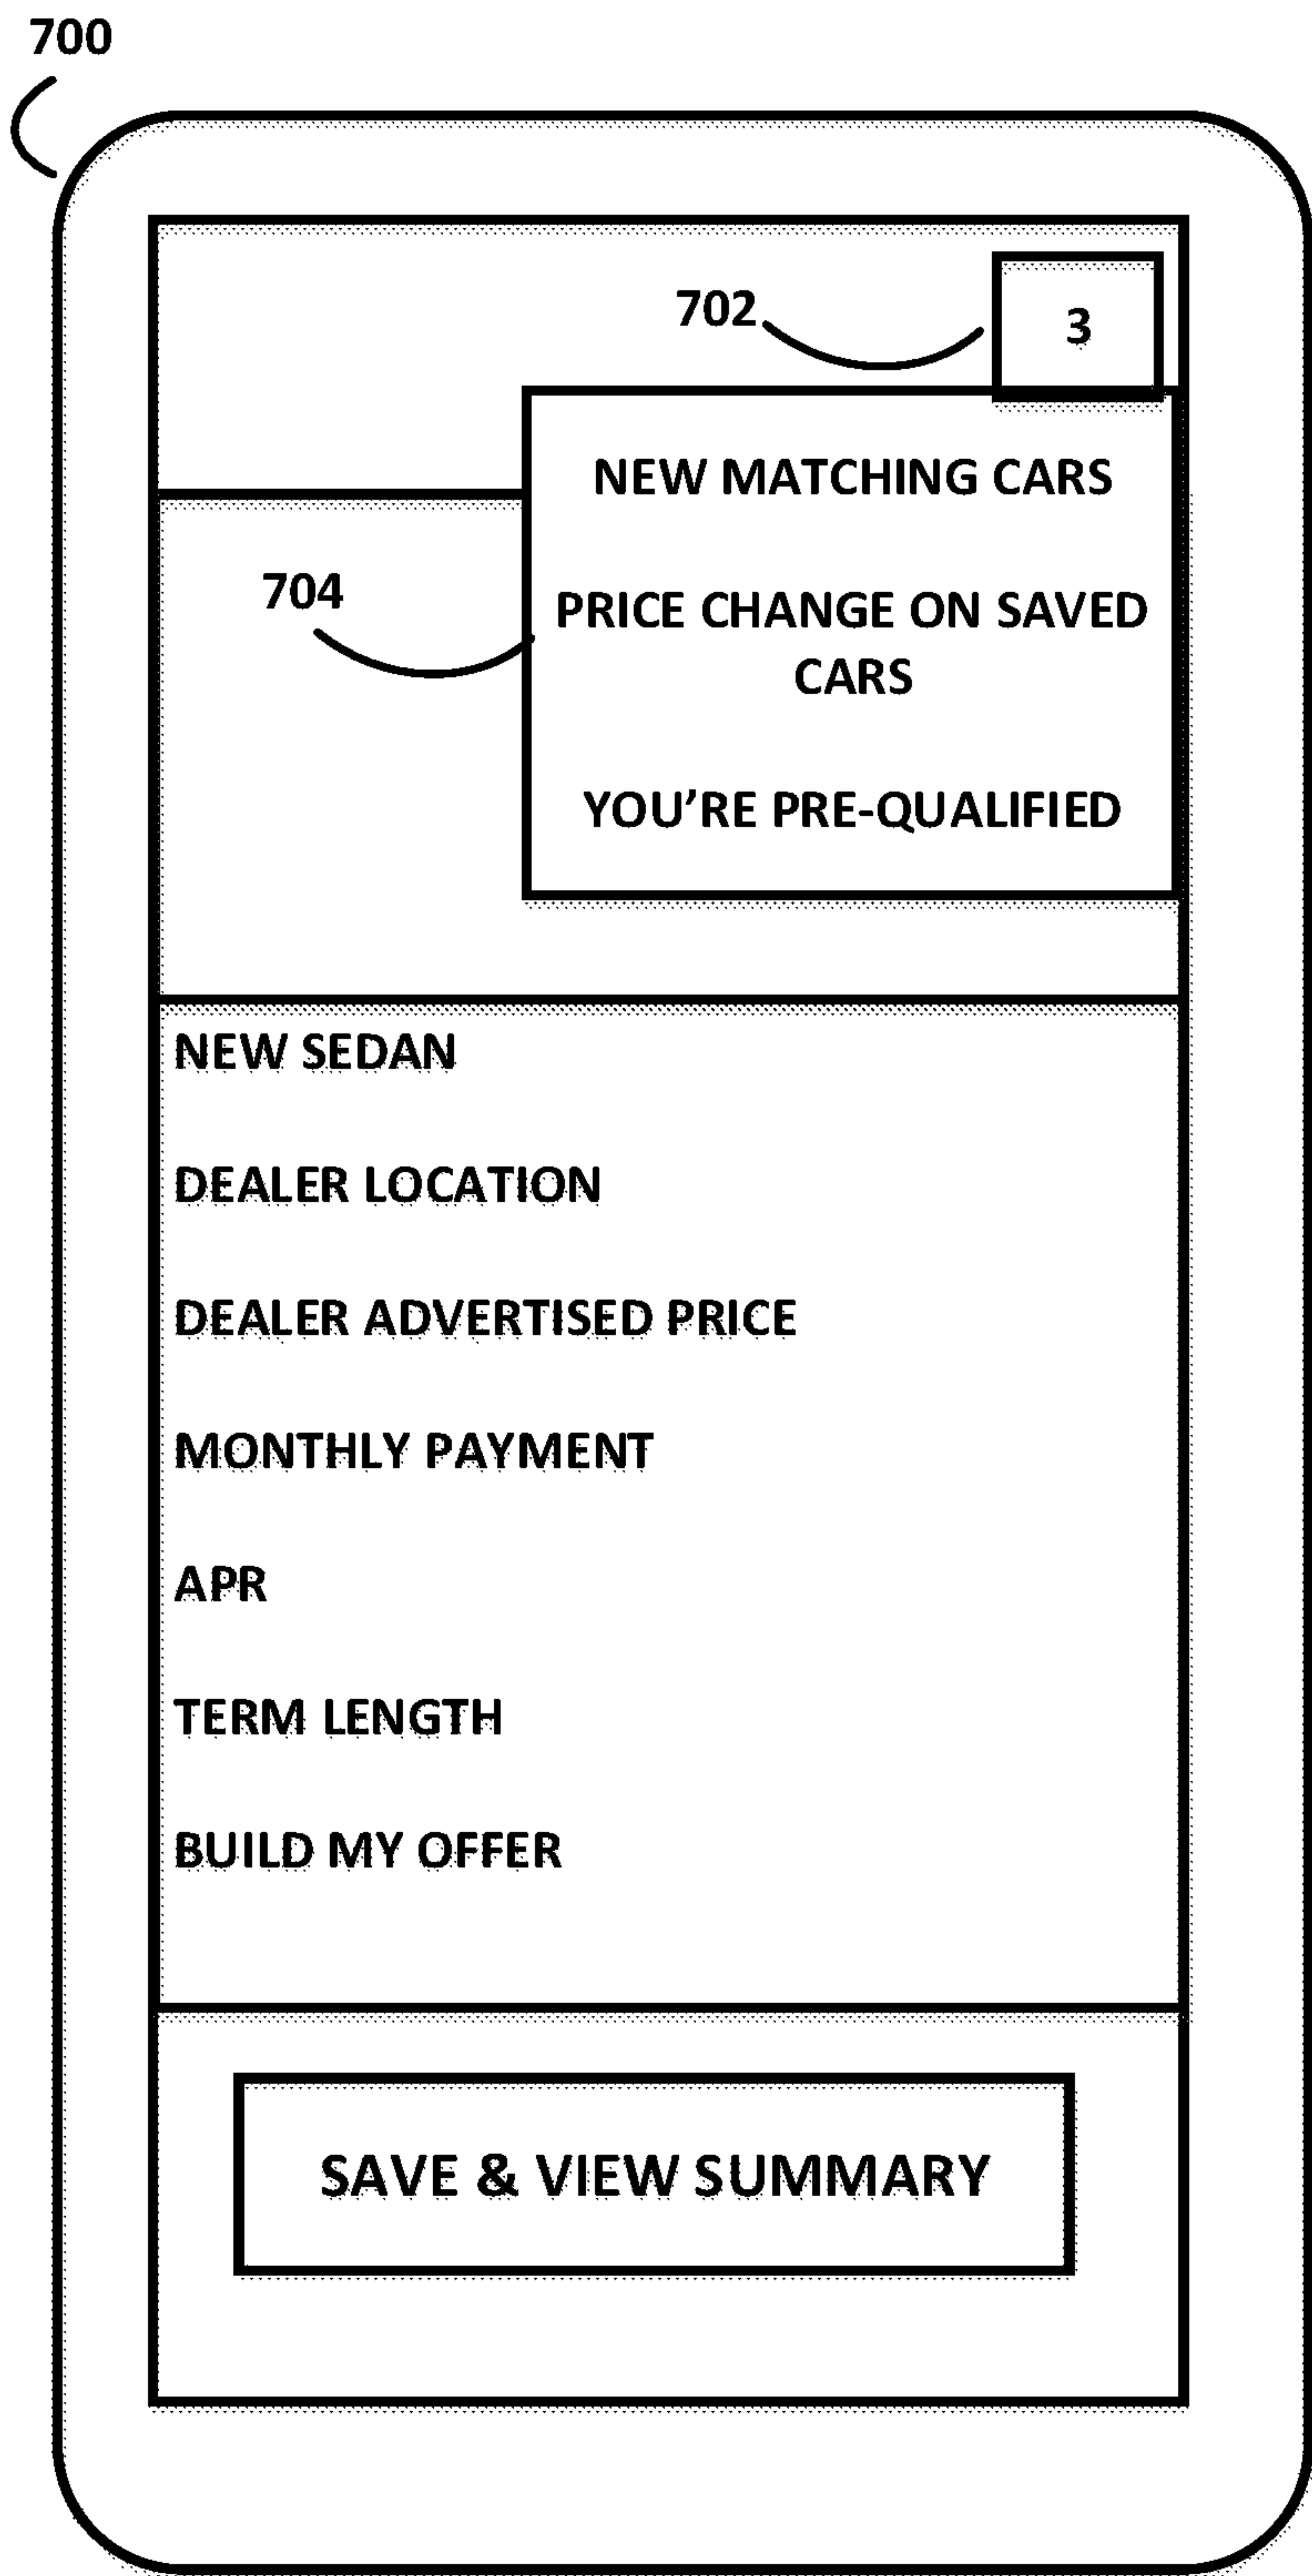 700
702
3
NEW MATCHING CARS
704
PRICE CHANGE ON SAVED
CARS
YOU’RE PRE-QUALIFIED
NEW SEDAN
DEALER LOCATION
DEALER ADVERTISED PRICE
MONTHLY PAYMENT
APR
TERM LENGTH
BUILD MY OFFER
SAVE & VIEW SUMMARY